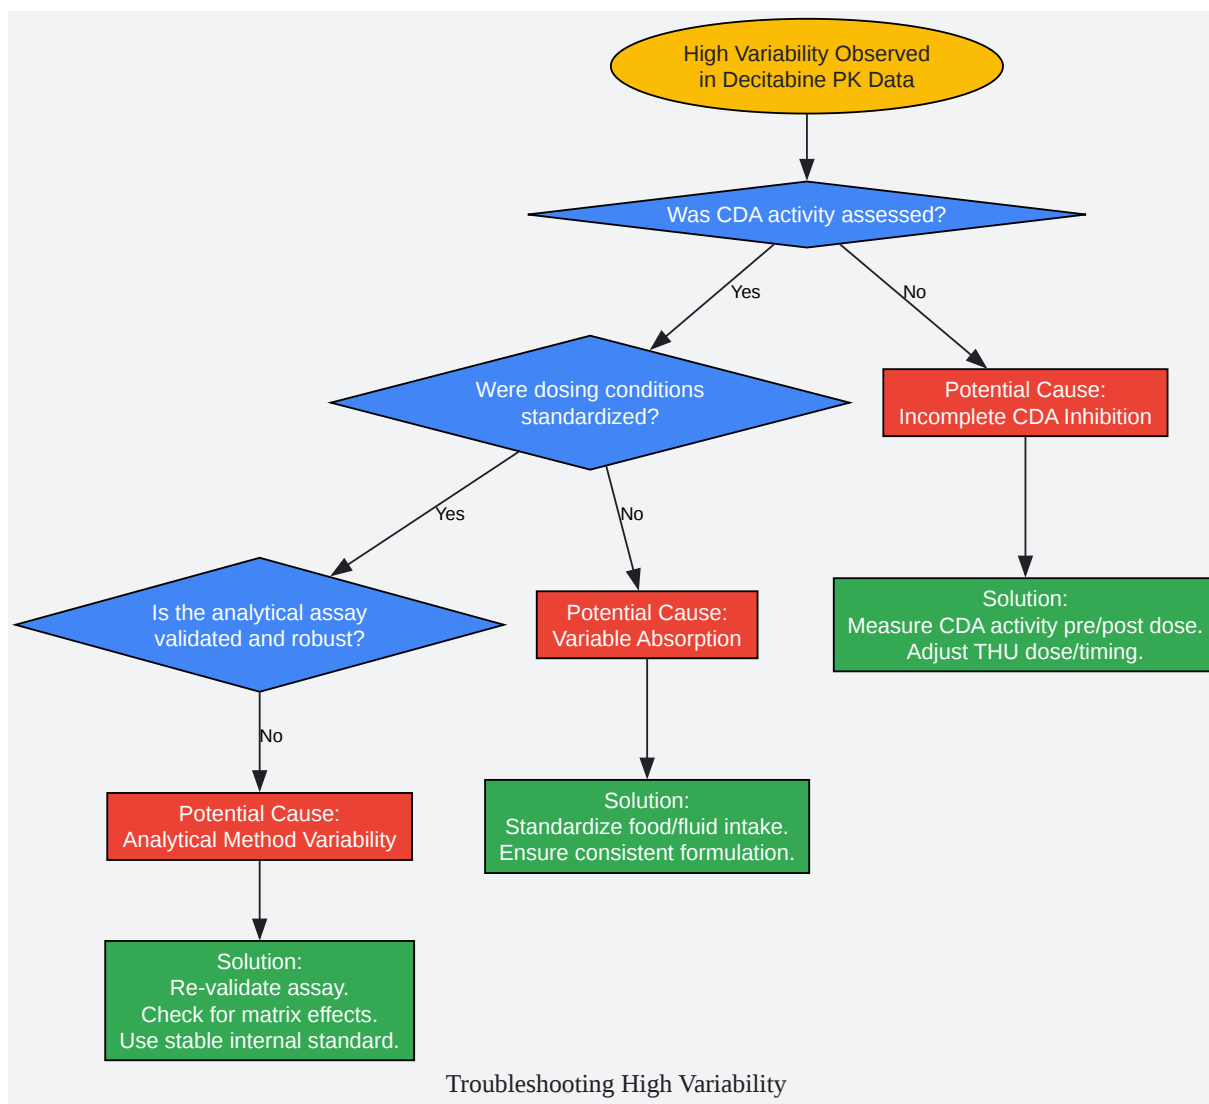 High Variability Observed
in Decitabine PK Data
Was CDA activity assessed?
Yes
No
Were dosing conditions
standardized?
Potential Cause:
Incomplete CDA Inhibition
Yes
No
Is the analytical assay
validated and robust?
Potential Cause:
Variable Absorption
Solution:
Measure CDA activity pre/post dose.
Adjust THU dose/timing.
No
Potential Cause:
Analytical Method Variability
Solution:
Standardize food/fluid intake.
Ensure consistent formulation.
Solution:
Re-validate assay.
Check for matrix effects.
Use stable internal standard.
Troubleshooting High Variability